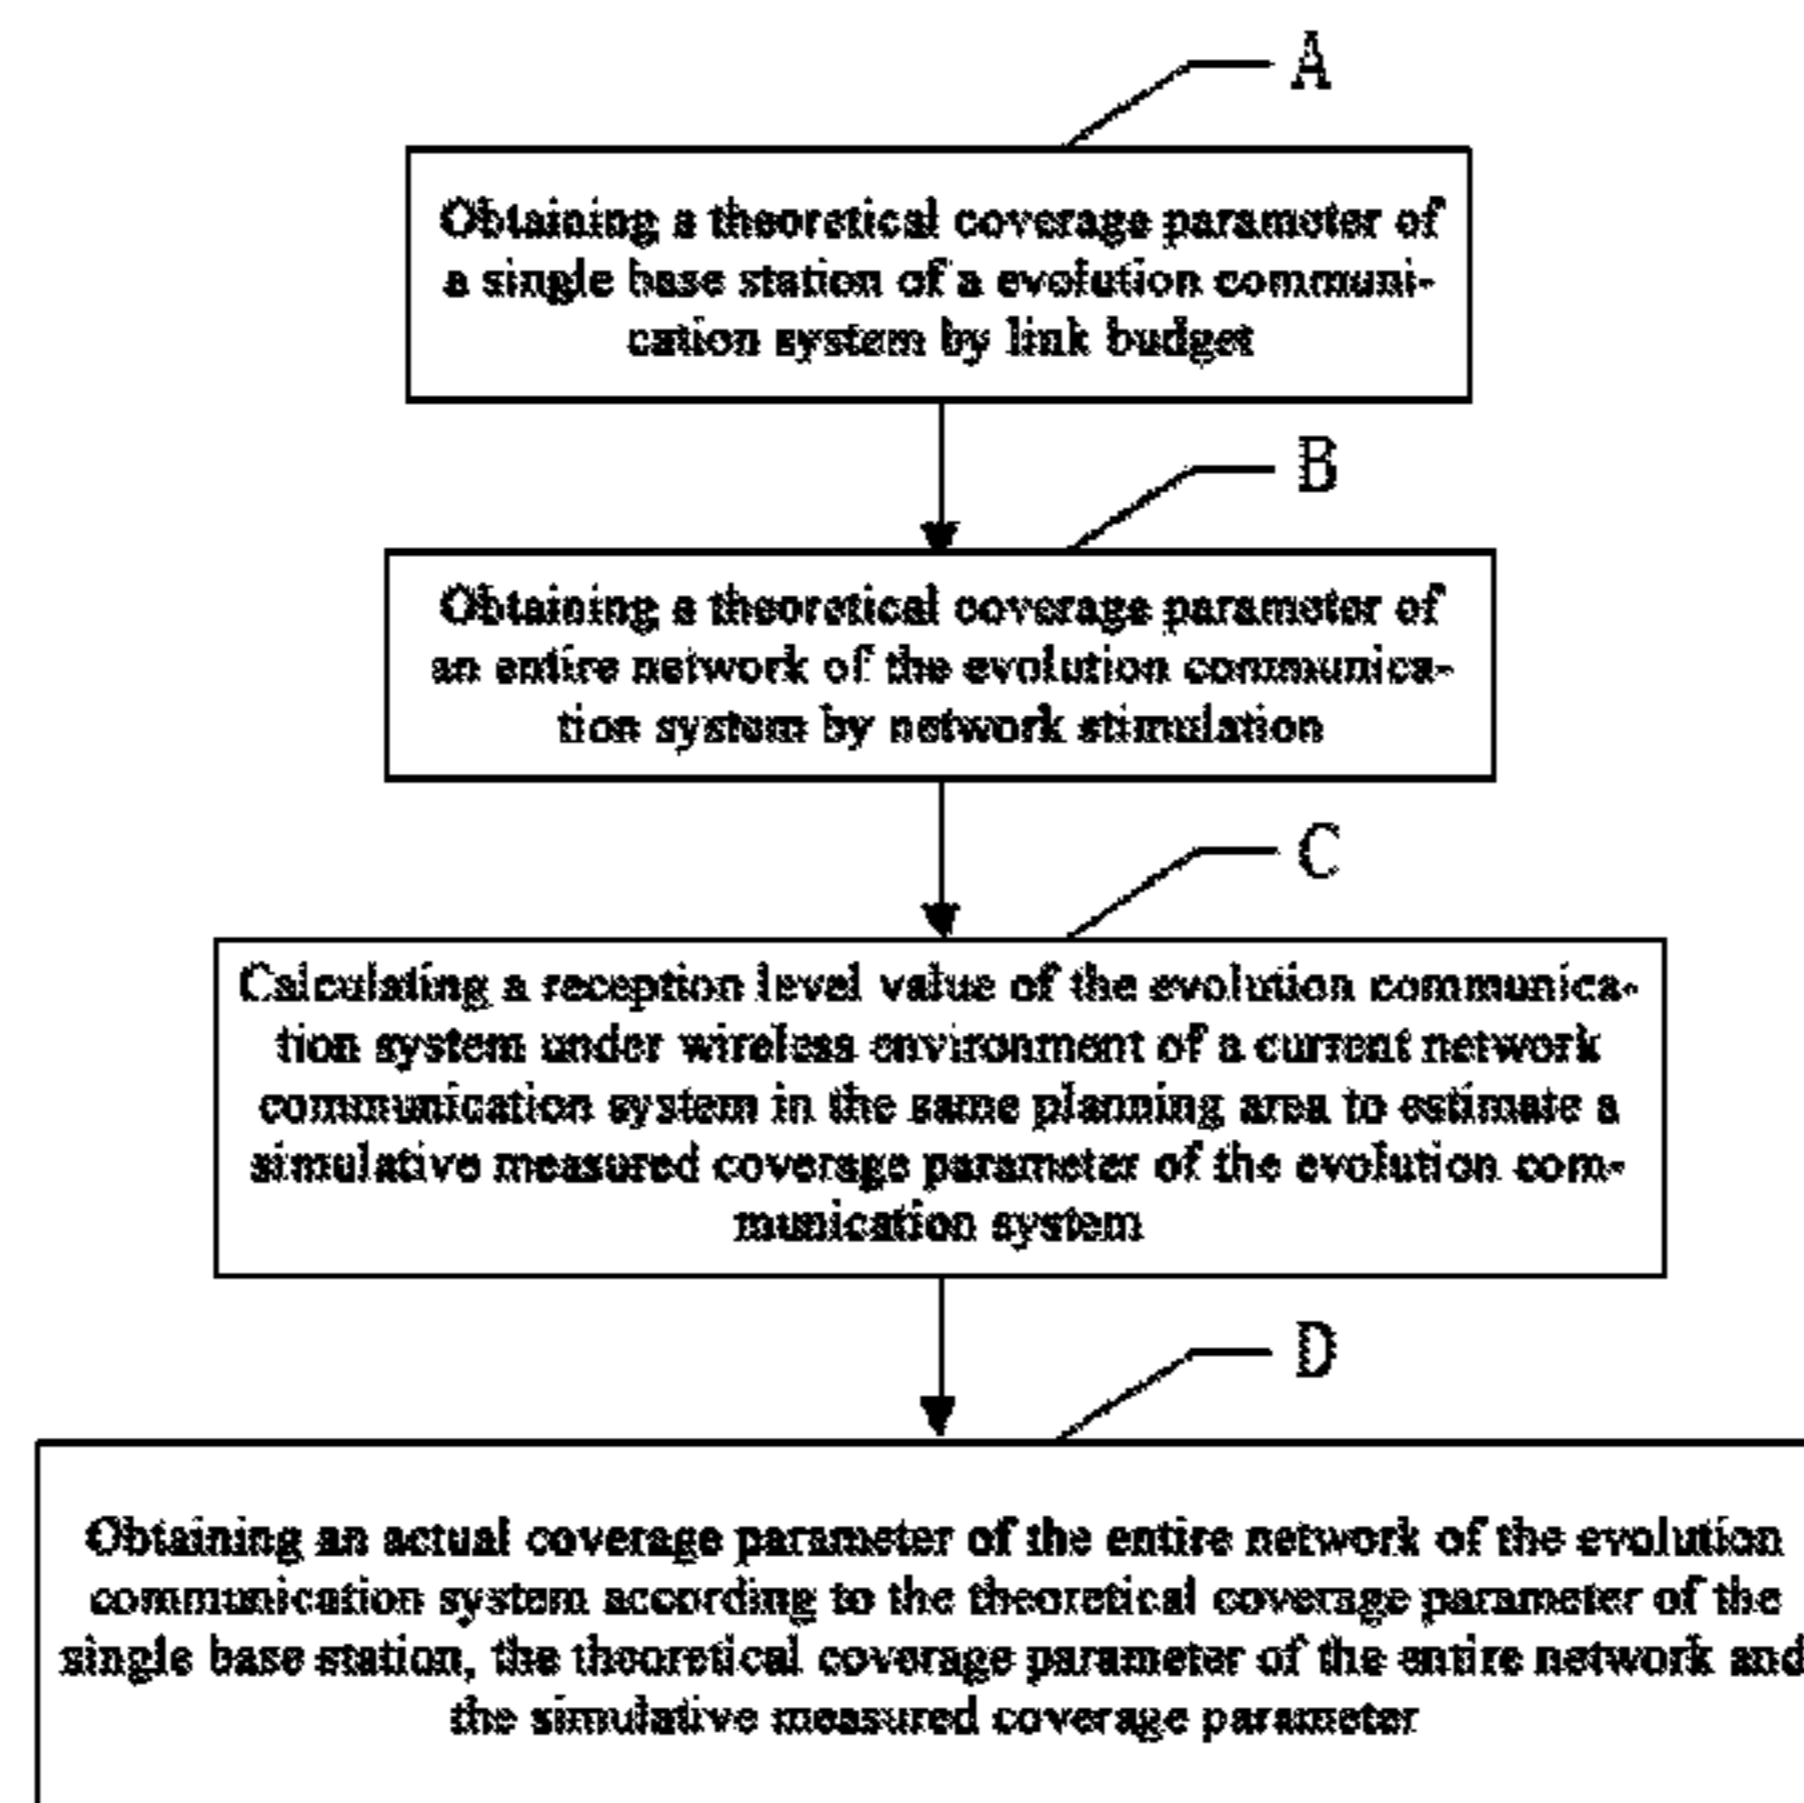 A
Obtaining a theoretical coverage parameter of
a single base station of a evolution communi-
cation system by link budget
B
Obtaining a theoretical coverage parameter of
an entire network of the evolution communica-
tion system by network stimulation
C
Calculating a reception level value of the evolution communica-
tion system under wireless environment of a current network
communication system in the same planning area to estimate a
simulative measured coverage parameter of the evolution com-
munication system
D
Obtaining an actual coverage parameter of the entire network of the evolution
communication system according to the theoretical coverage parameter of the
single base station, the theoretical coverage parameter of the entire network and
the simulative measured coverage parameter